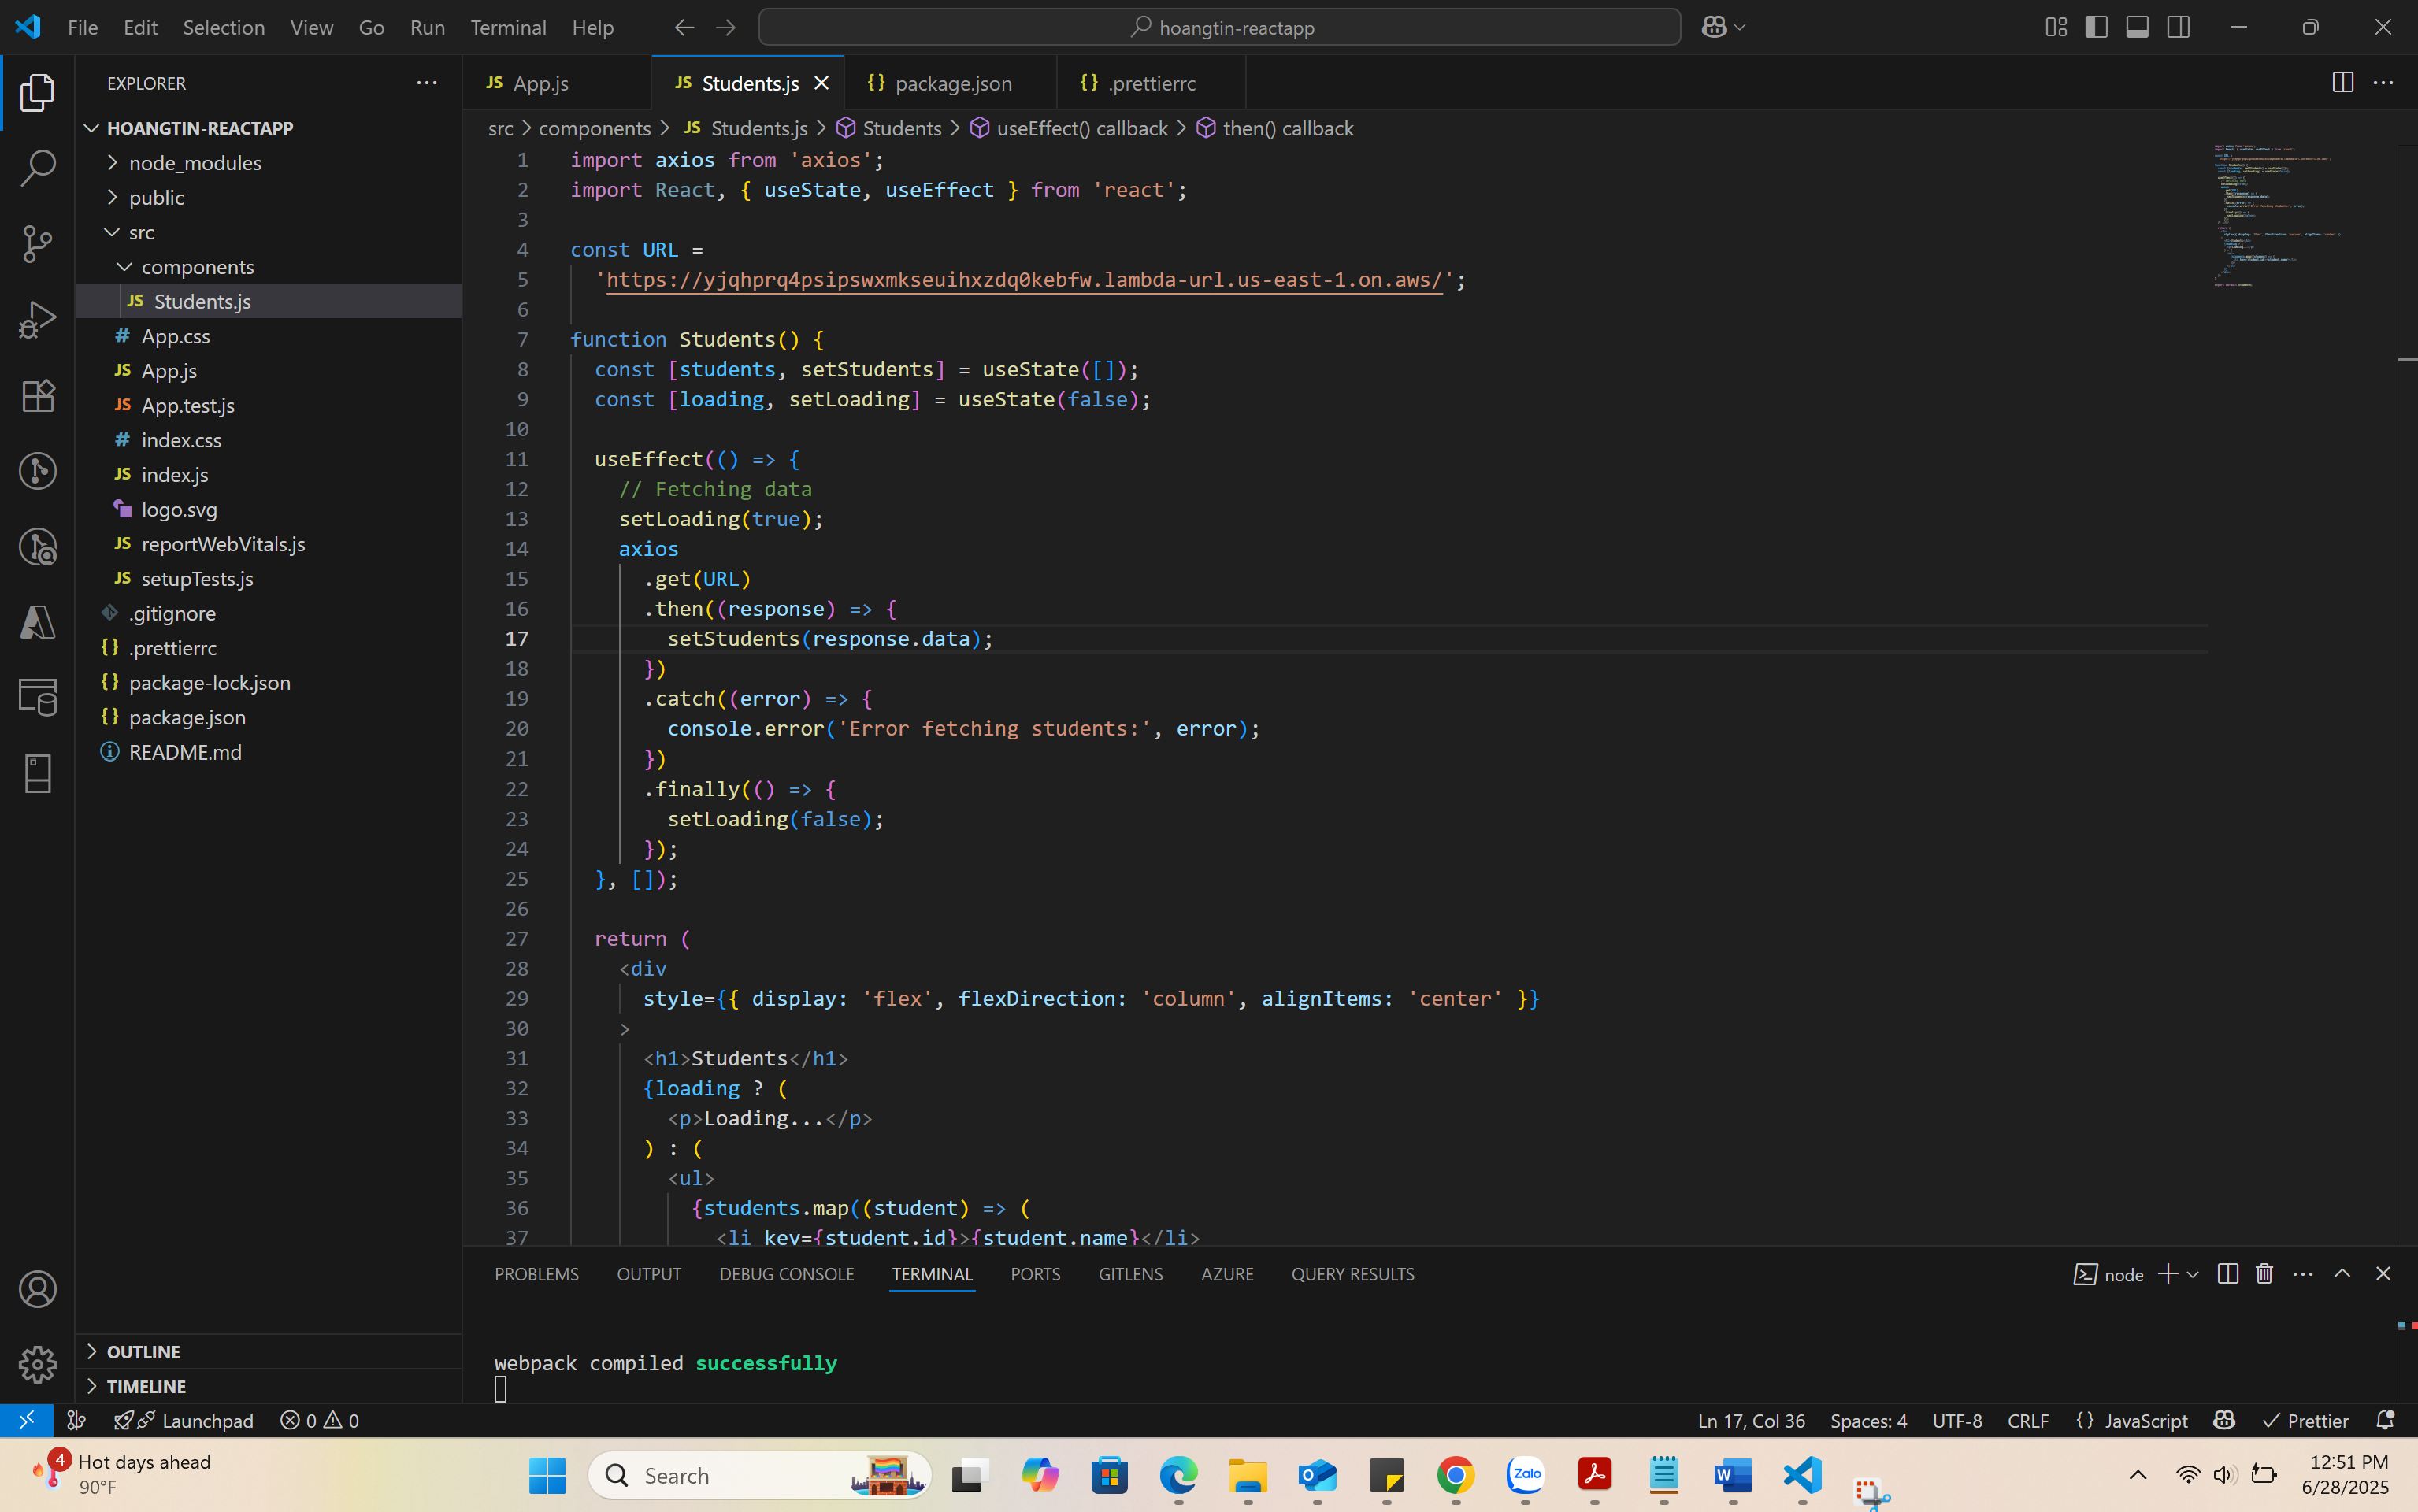 File Edit Selection View Go Run Terminal Help
hoangtin-reactapp
EXPLORER
HOANGTIN-REACTAPP
node_modules
public
src
components
JS Students.js
# App.css
JS App.js
JS App.test.js
# index.css
JS index.js
logo.svg
JS reportWebVitals.js
JS setupTests.js
.gitignore
{} .prettierrc
{} package-lock.json
{} package.json
README.md
OUTLINE
TIMELINE
JS App.js
JS Students.js
{} package.json
{} .prettierrc
src > components > JS Students.js > Students > useEffect() callback > then() callback
1 import axios from 'axios';
2 import React, { useState, useEffect } from 'react';
3
4 const URL =
5 'https://yjqhprq4psipswxmkseuihxzdq0kebfw.lambda-url.us-east-1.on.aws/';
6
7 function Students() {
8 const [students, setStudents] = useState([]);
9 const [loading, setLoading] = useState(false);
10
11 useEffect(() => {
12 // Fetching data
13 setLoading(true);
14 axios
15 .get(URL)
16 .then((response) => {
17 setStudents(response.data);
18 })
19 .catch((error) => {
20 console.error('Error fetching students:', error);
21 })
22 .finally(() => {
23 setLoading(false);
24 });
25 }, []);
26
27 return (
28 <div
29 style={{ display: 'flex', flexDirection: 'column', alignItems: 'center' }}
30 >
31 <h1>Students</h1>
32 {loading ? (
33 <p>Loading...</p>
34 ) : (
35 <ul>
36 {students.map((student) => (
37 <li key={student.id}>{student.name}</li>
PROBLEMS OUTPUT DEBUG CONSOLE TERMINAL PORTS GITLENS AZURE QUERY RESULTS
node
webpack compiled successfully
Launchpad 0 0
Ln 17, Col 36 Spaces: 4 UTF-8 CRLF {} JavaScript Prettier
4
Hot days ahead
90°F
Search
Zalo
12:51 PM
6/28/2025